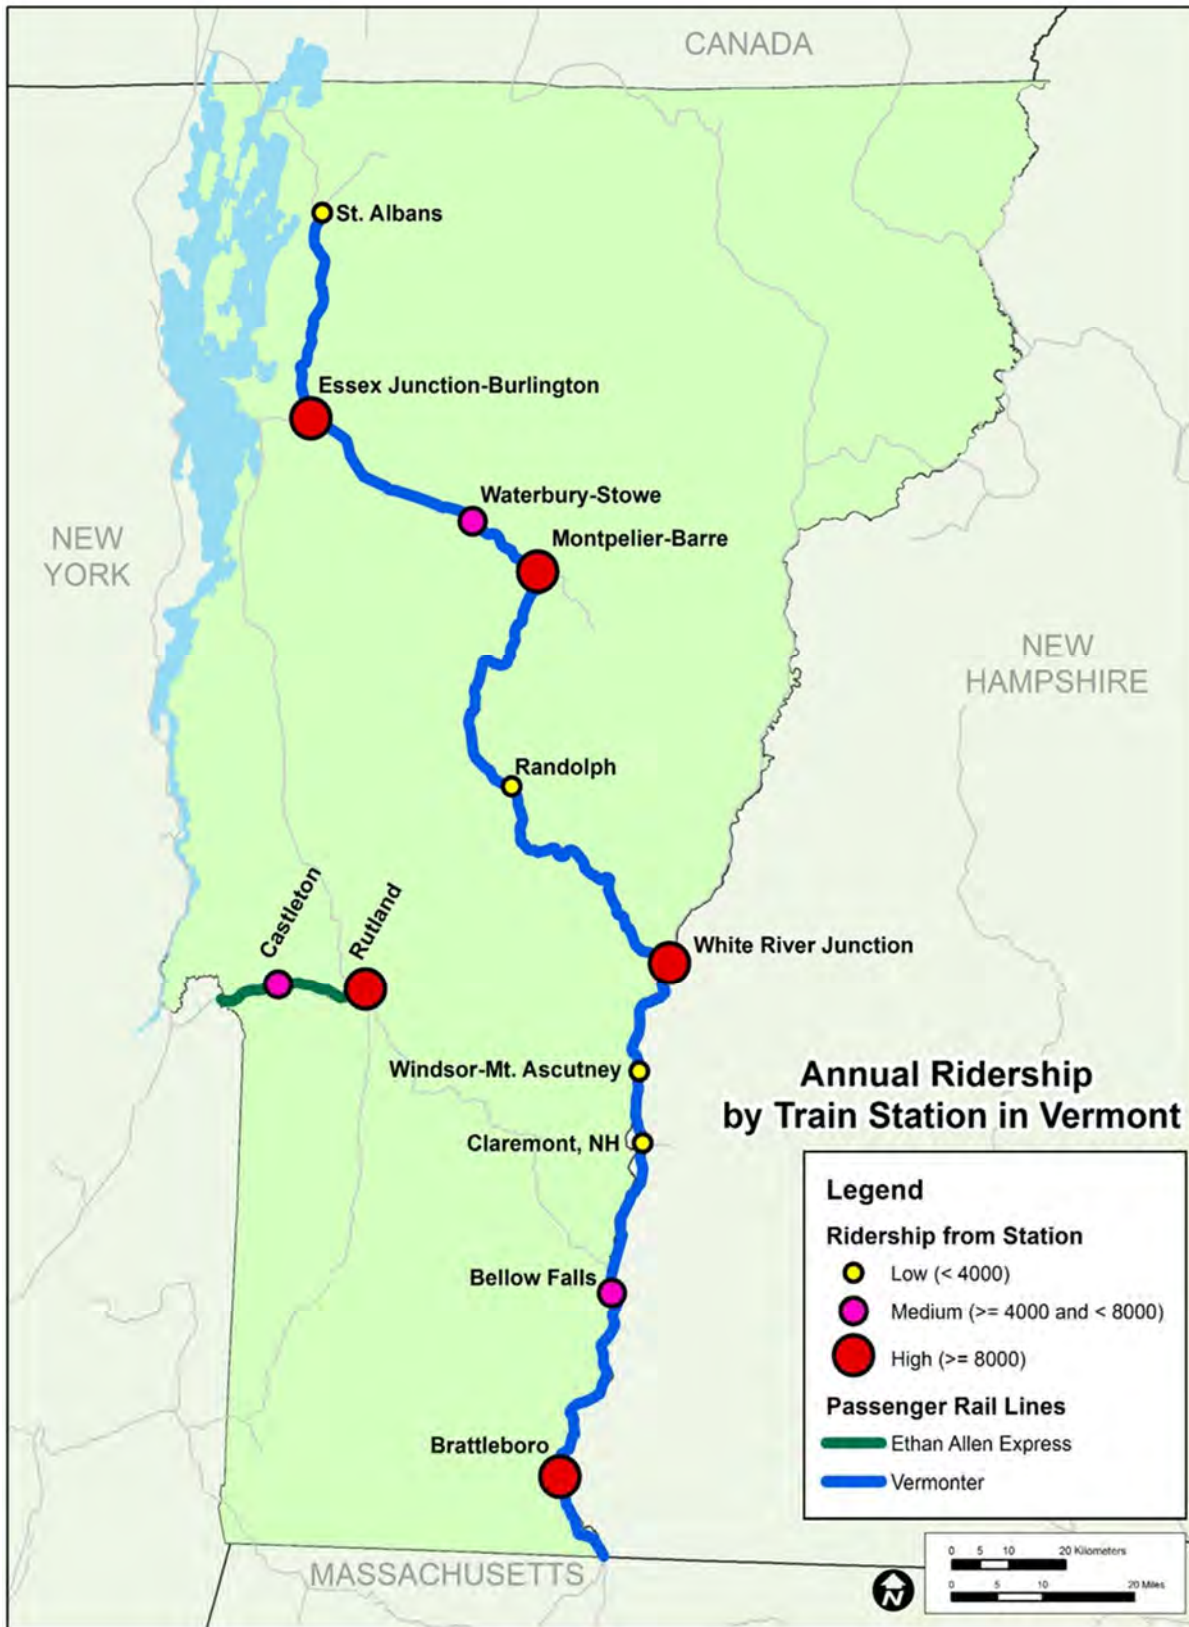 CANADA
St. Albans
Essex Junction-Burlington
Waterbury-Stowe
Montpelier-Barre
NEW
YORK
NEW
HAMPSHIRE
Randolph
Castleton
Rutland
White River Junction
Windsor-Mt. Ascutney
Claremont, NH
Bellow Falls
Brattleboro
MASSACHUSETTS
Annual Ridership
by Train Station in Vermont
Legend
Ridership from Station
Low (< 4000)
Medium (>= 4000 and < 8000)
High (>= 8000)
Passenger Rail Lines
Ethan Allen Express
Vermonter
N
0 5 10 20 Kilometers
0 5 10 20 Miles